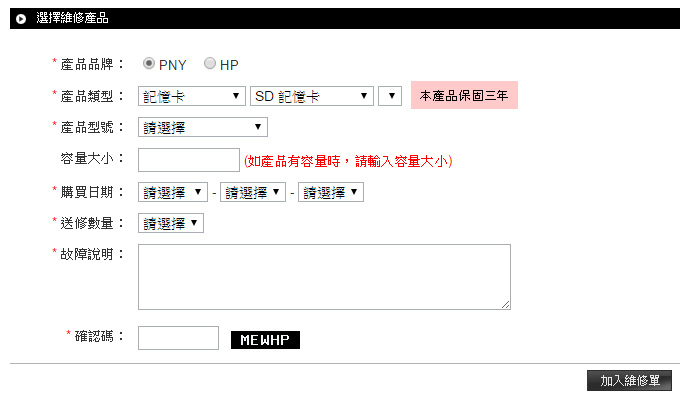 選擇維修產品
* 產品品牌： PNY HP
* 產品類型： 記憶卡 SD 記憶卡 本產品保固三年
* 產品型號： 請選擇
容量大小： (如產品有容量時，請輸入容量大小)
* 購買日期： 請選擇 - 請選擇 - 請選擇
* 送修數量： 請選擇
* 故障說明：
* 確認碼： MEWHP
加入維修單